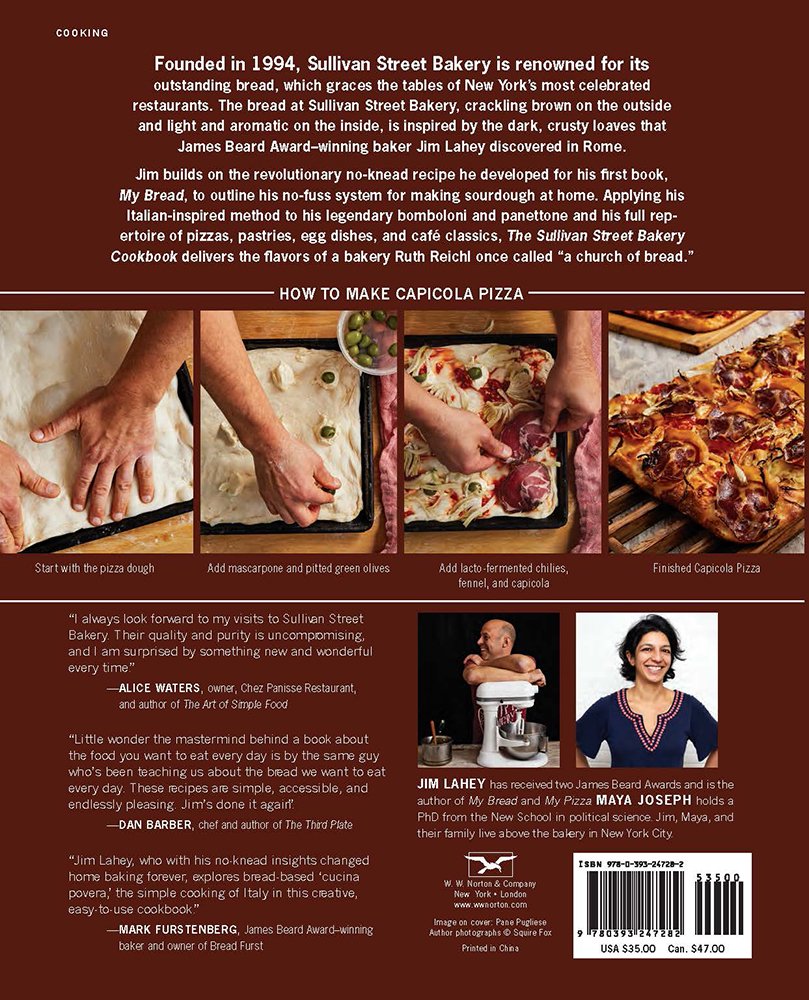 COOKING
Founded in 1994, Sullivan Street Bakery is renowned for its
outstanding bread, which graces the tables of New York's most celebrated
restaurants. The bread at Sullivan Street Bakery, crackling brown on the outside
and light and aromatic on the inside, is inspired by the dark, crusty loaves that
James Beard Award–winning baker Jim Lahey discovered in Rome.
Jim builds on the revolutionary no-knead recipe he developed for his first book,
My Bread, to outline his no-fuss system for making sourdough at home. Applying his
Italian-inspired method to his legendary bomboloni and panettone and his full rep-
ertoire of pizzas, pastries, egg dishes, and café classics, The Sullivan Street Bakery
Cookbook delivers the flavors of a bakery Ruth Reichl once called “a church of bread.”
HOW TO MAKE CAPICOLA PIZZA
Start with the pizza dough
Add mascarpone and pitted green olives
Add lacto-fermented chilies,
fennel, and capicola
Finished Capicola Pizza
“I always look forward to my visits to Sullivan Street
Bakery. Their quality and purity is uncompromising,
and I am surprised by something new and wonderful
every time.”
—ALICE WATERS, owner, Chez Panisse Restaurant,
and author of The Art of Simple Food
“Little wonder the mastermind behind a book about
the food you want to eat every day is by the same guy
who's been teaching us about the bread we want to eat
every day. These recipes are simple, accessible, and
endlessly pleasing. Jim's done it again!”
—DAN BARBER, chef and author of The Third Plate
“Jim Lahey, who with his no-knead insights changed
home baking forever, explores bread-based ‘cucina
povera,’ the simple cooking of Italy in this creative,
easy-to-use cookbook.”
—MARK FURSTENBERG, James Beard Award–winning
baker and owner of Bread Furst
JIM LAHEY has received two James Beard Awards and is the
author of My Bread and My Pizza. MAYA JOSEPH holds a
PhD from the New School in political science. Jim, Maya, and
their family live above the bakery in New York City.
W. W. Norton & Company
New York • London
www.wwnorton.com
Image on cover: Pane Pugliese
Author photographs © Squire Fox
Printed in China
ISBN 978-0-393-24728-2
53500
9 780393 247282
USA $35.00 Can. $47.00